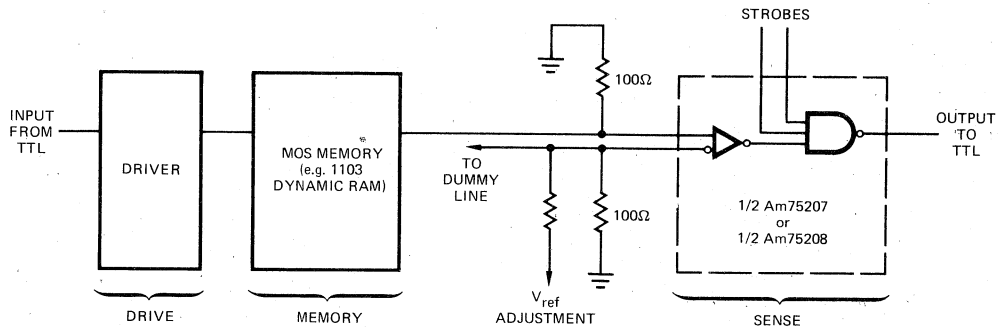 STROBES
100Ω
INPUT
FROM
TTL
OUTPUT
TO
TTL
DRIVER
MOS MEMORY
(e.g. 1103
DYNAMIC RAM)
TO
DUMMY
LINE
100Ω
1/2 Am75207
or
1/2 Am75208
Vref
ADJUSTMENT
DRIVE
MEMORY
SENSE